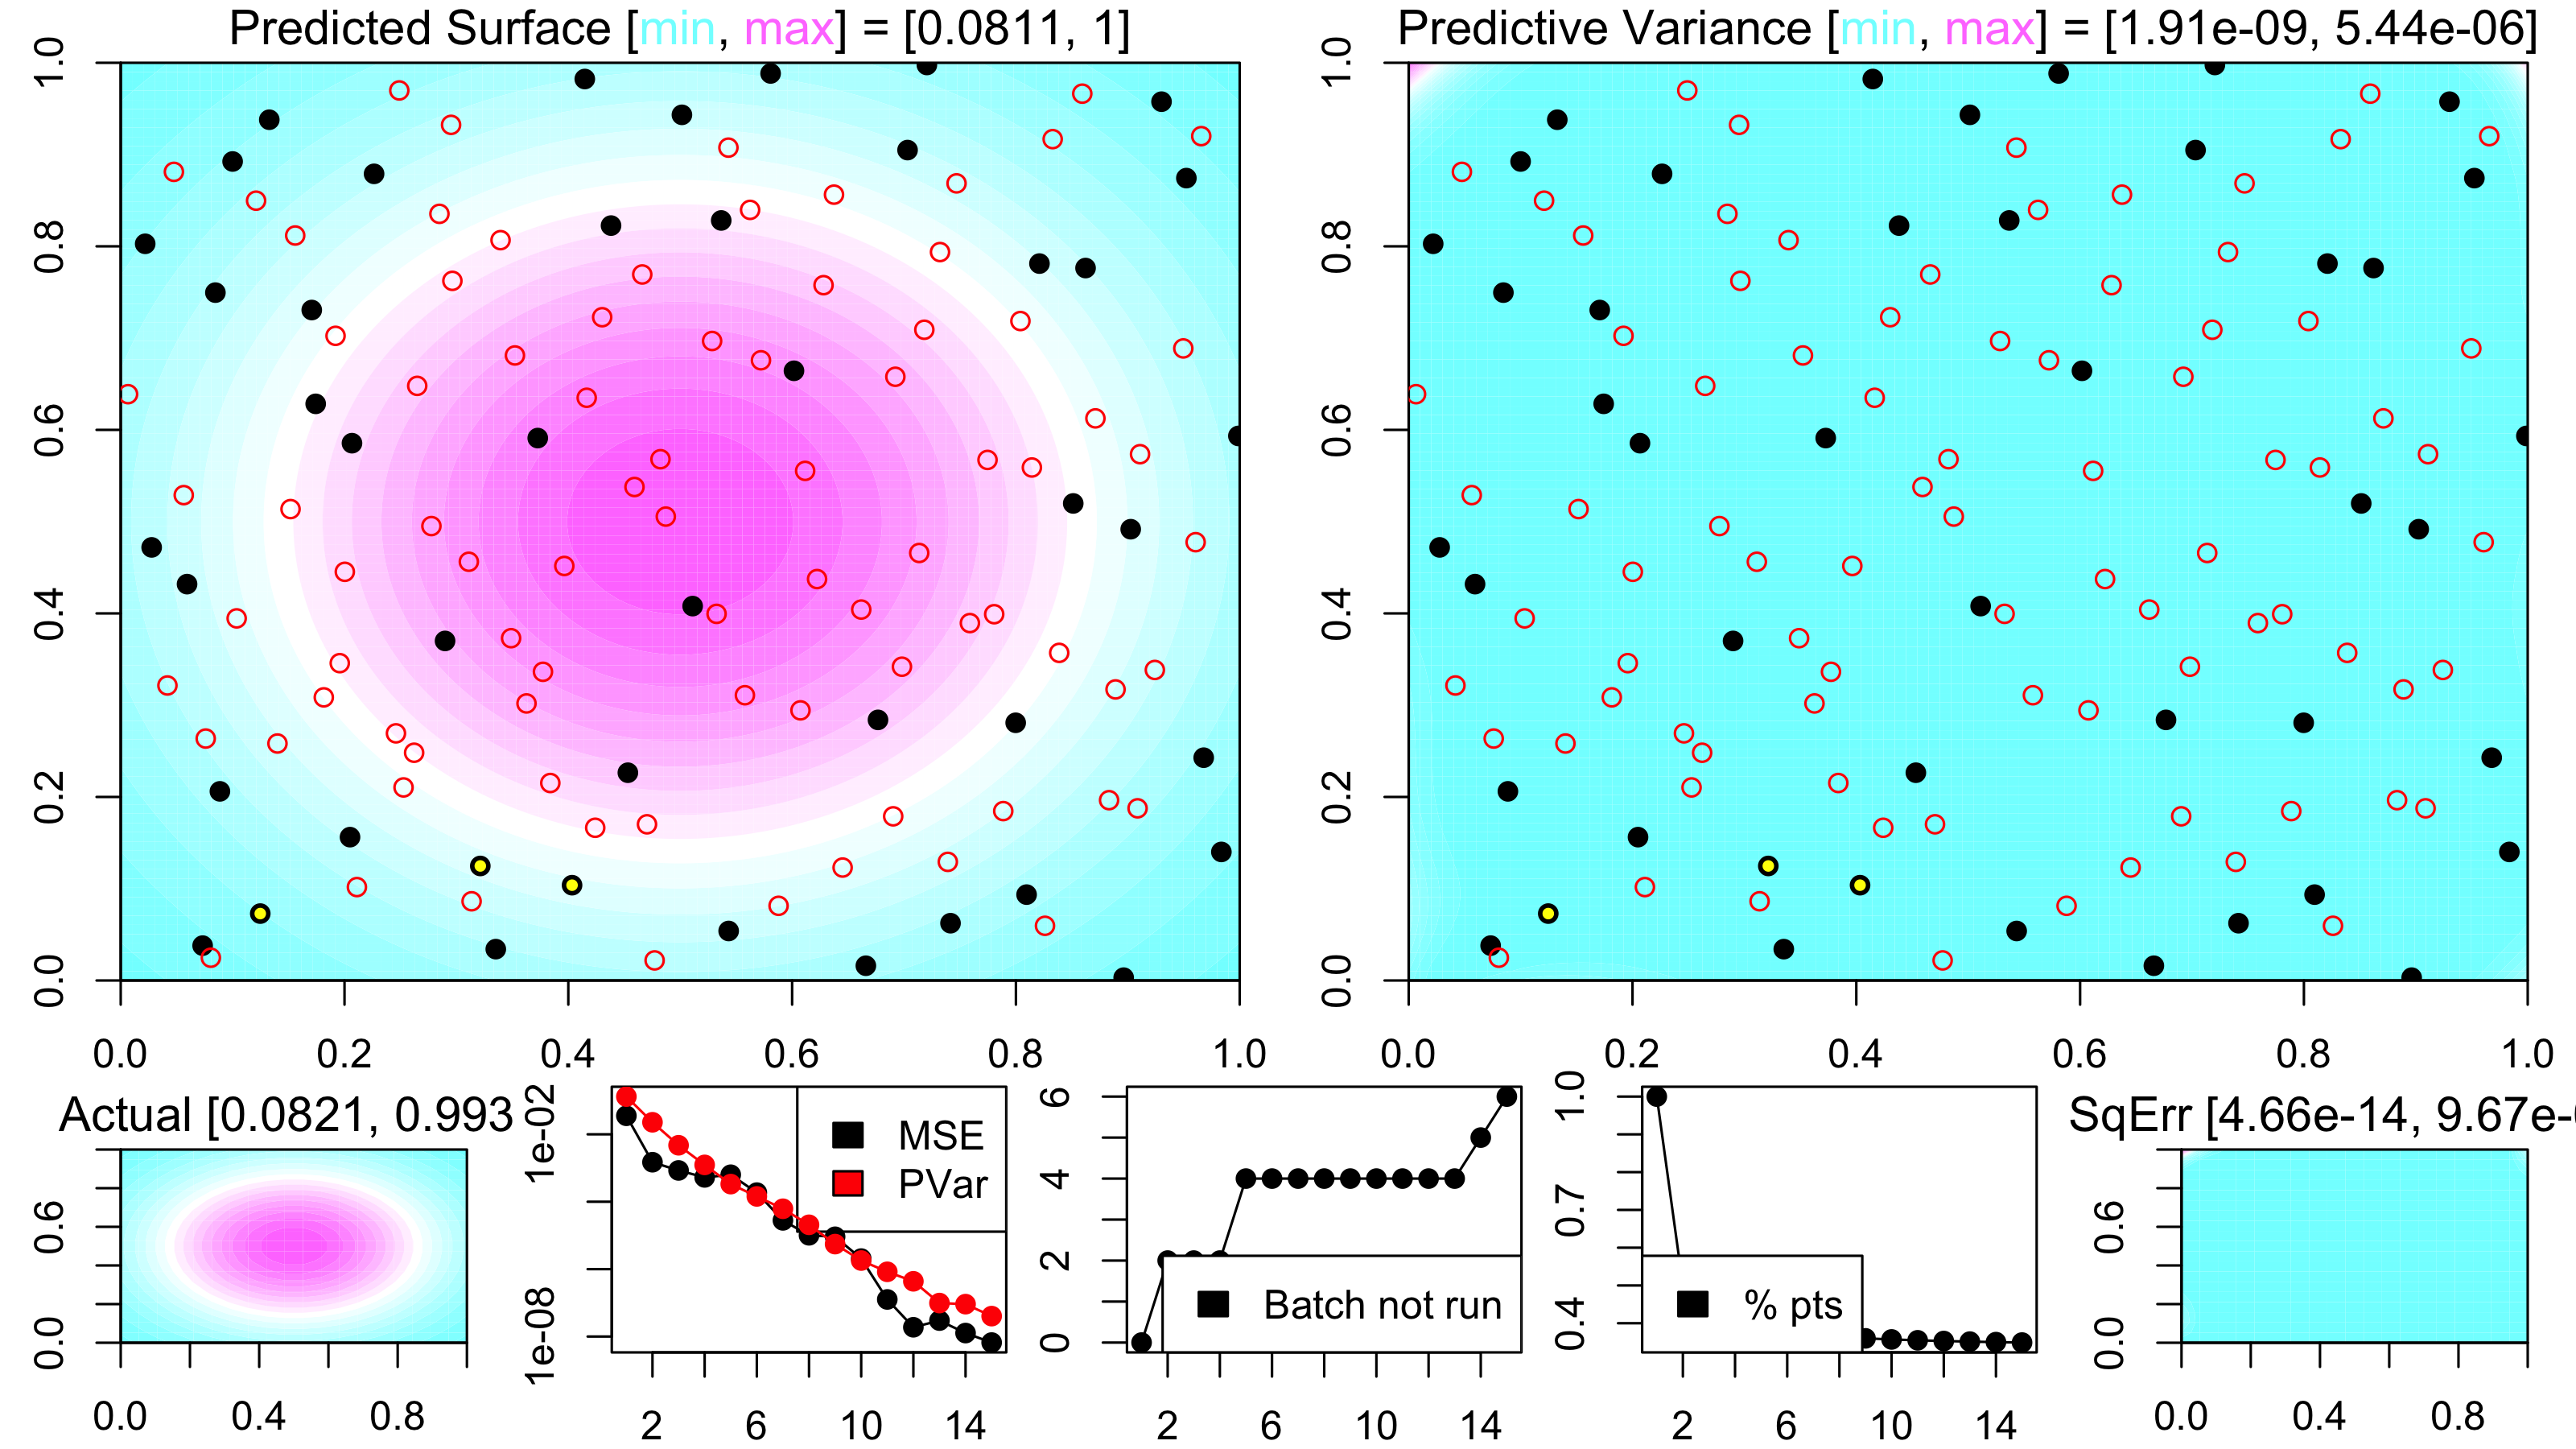 Predicted Surface [min, max] = [0.0811, 1]
Predictive Variance [min, max] = [1.91e-09, 5.44e-06]
1.0
0.8
0.6
0.4
0.2
0.0
0.0 0.2 0.4 0.6 0.8 1.0
1.0
0.8
0.6
0.4
0.2
0.0
0.0 0.2 0.4 0.6 0.8 1.0
Actual [0.0821, 0.993
0.6
0.0
0.0 0.4 0.8
1e-02
1e-08
MSE
PVar
2 6 10 14
6
4
2
0
Batch not run
2 6 10 14
1.0
0.7
0.4
% pts
2 6 10 14
SqErr [4.66e-14, 9.67e-
0.6
0.0
0.0 0.4 0.8